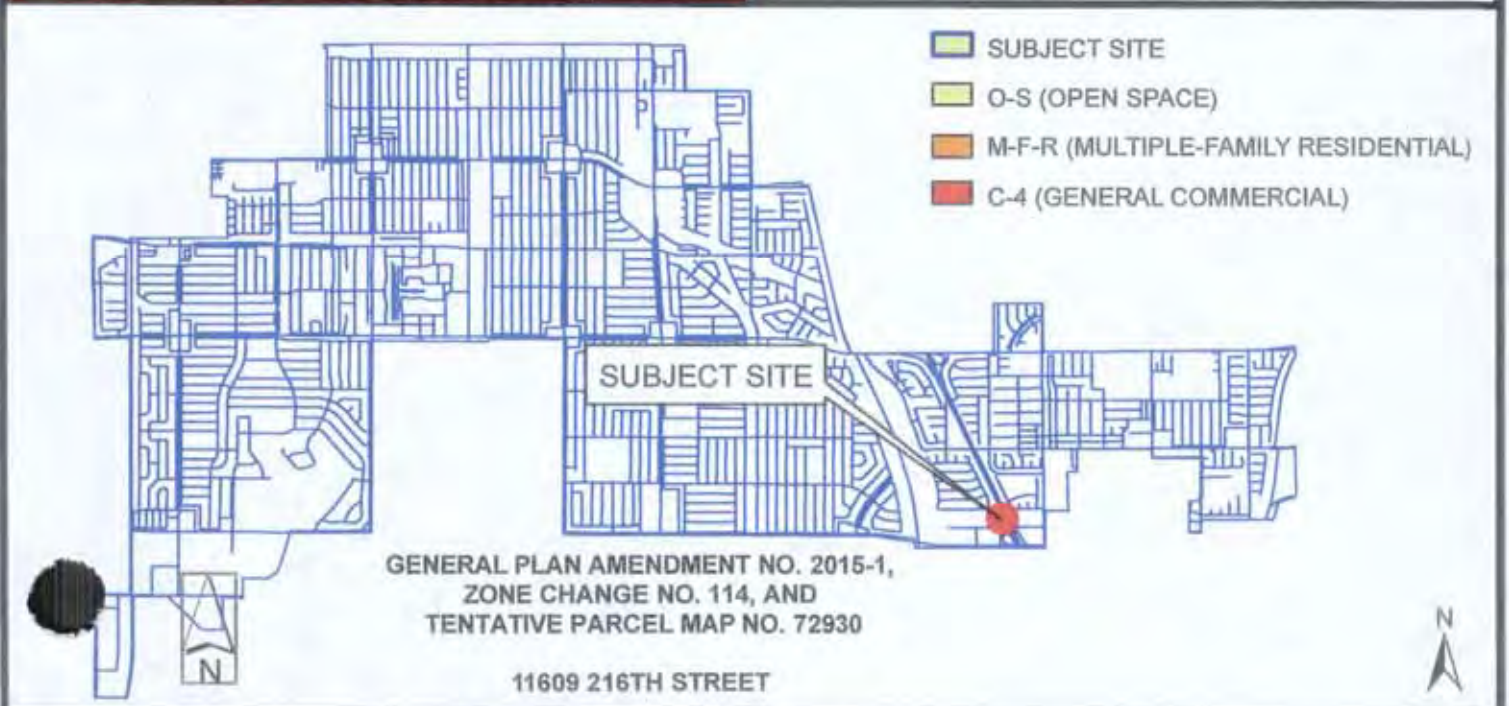 SUBJECT SITE
O-S (OPEN SPACE)
M-F-R (MULTIPLE-FAMILY RESIDENTIAL)
C-4 (GENERAL COMMERCIAL)
SUBJECT SITE
GENERAL PLAN AMENDMENT NO. 2015-1,
ZONE CHANGE NO. 114, AND
TENTATIVE PARCEL MAP NO. 72930
11609 216TH STREET
N
N